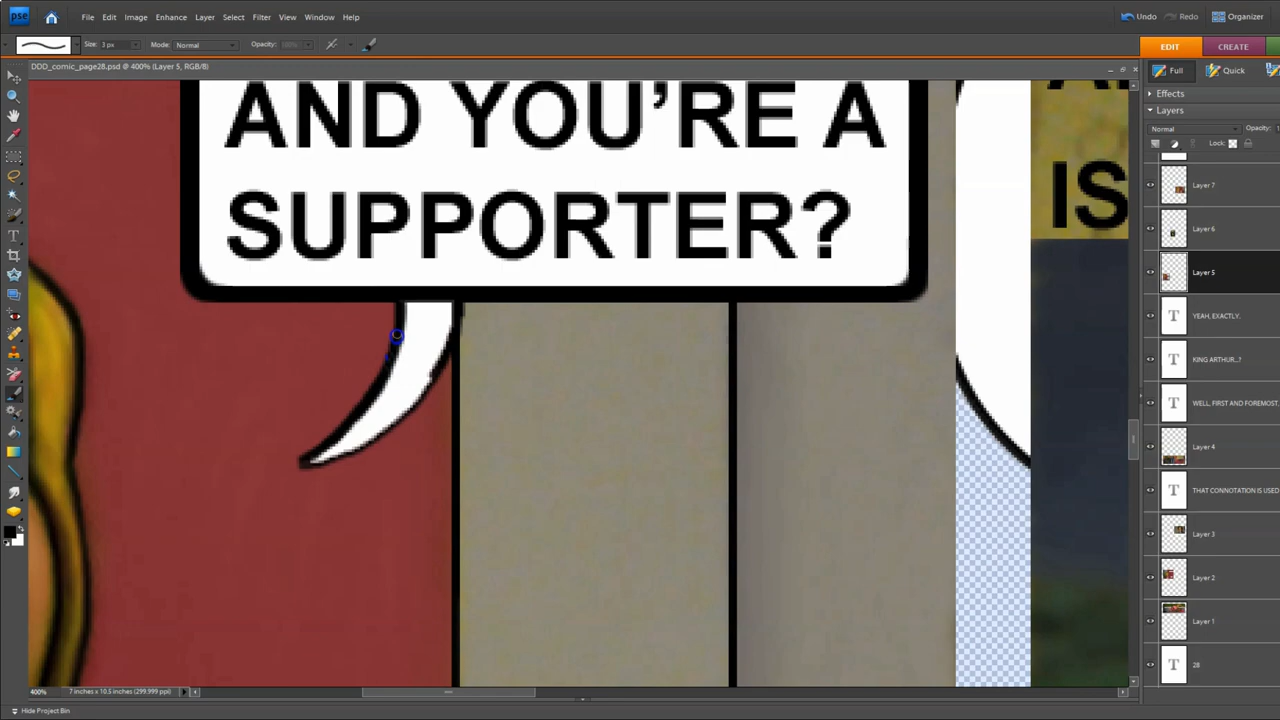 pse File Edit Image Enhance Layer Select Filter View Window Help Undo Redo Organizer
Size: 3 px Mode: Normal Opacity: EDIT CREATE
DDD_comic_page28.psd @ 400% (Layer 5, RGB/8)
Full Quick
Effects
Layers
Normal Opacity: 1
Lock:
AND YOU’RE A
SUPPORTER?
IS
Layer 7
Layer 6
Layer 5
T YEAH, EXACTLY.
T KING ARTHUR...?
T WELL, FIRST AND FOREMOST,
Layer 4
T THAT CONNOTATION IS USED
Layer 3
Layer 2
Layer 1
T 28
400% 7 inches x 10.5 inches (299.999 ppi)
Hide Project Bin